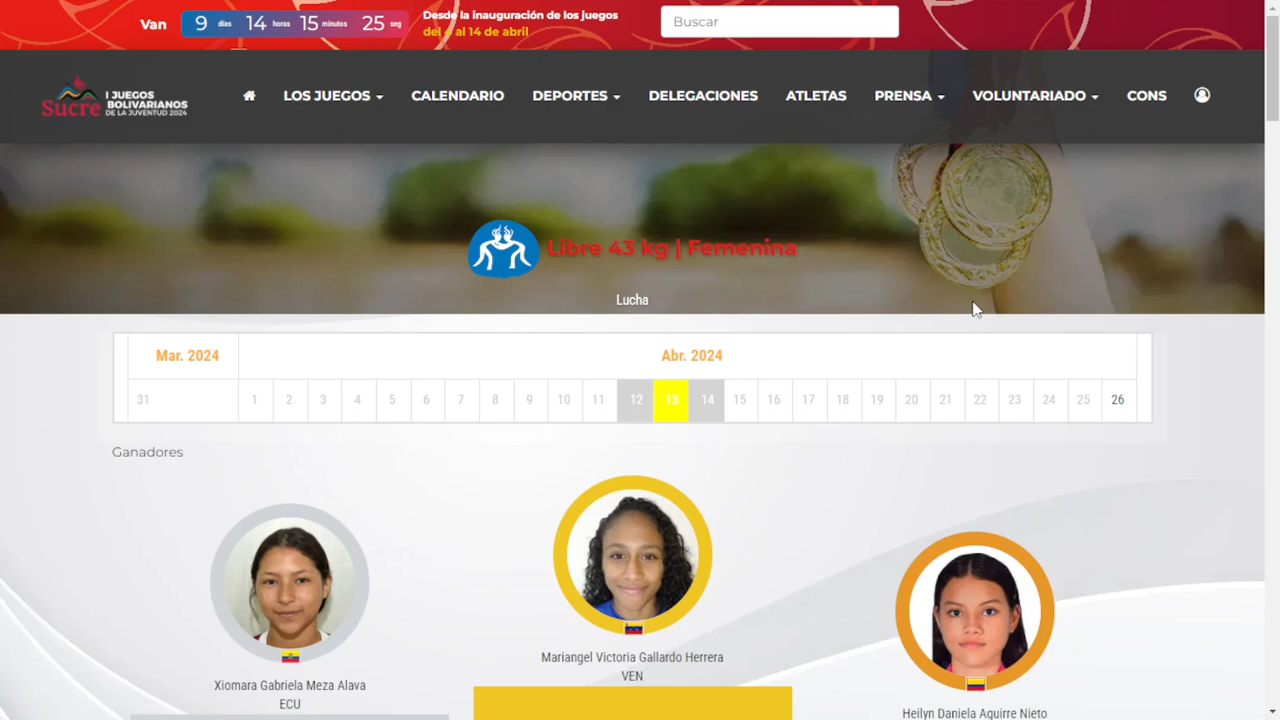 Van 9 días 14 horas 15 minutos 25 seg
Desde la inauguración de los juegos
del 4 al 14 de abril
Buscar
Sucre I JUEGOS
BOLIVARIANOS
DE LA JUVENTUD 2024
LOS JUEGOS CALENDARIO DEPORTES DELEGACIONES ATLETAS PRENSA VOLUNTARIADO CONS
Libre 43 kg | Femenina
Lucha
Mar. 2024 Abr. 2024
31 1 2 3 4 5 6 7 8 9 10 11 12 13 14 15 16 17 18 19 20 21 22 23 24 25 26
Ganadores
Xiomara Gabriela Meza Alava
ECU
Mariangel Victoria Gallardo Herrera
VEN
Heilyn Daniela Aguirre Nieto